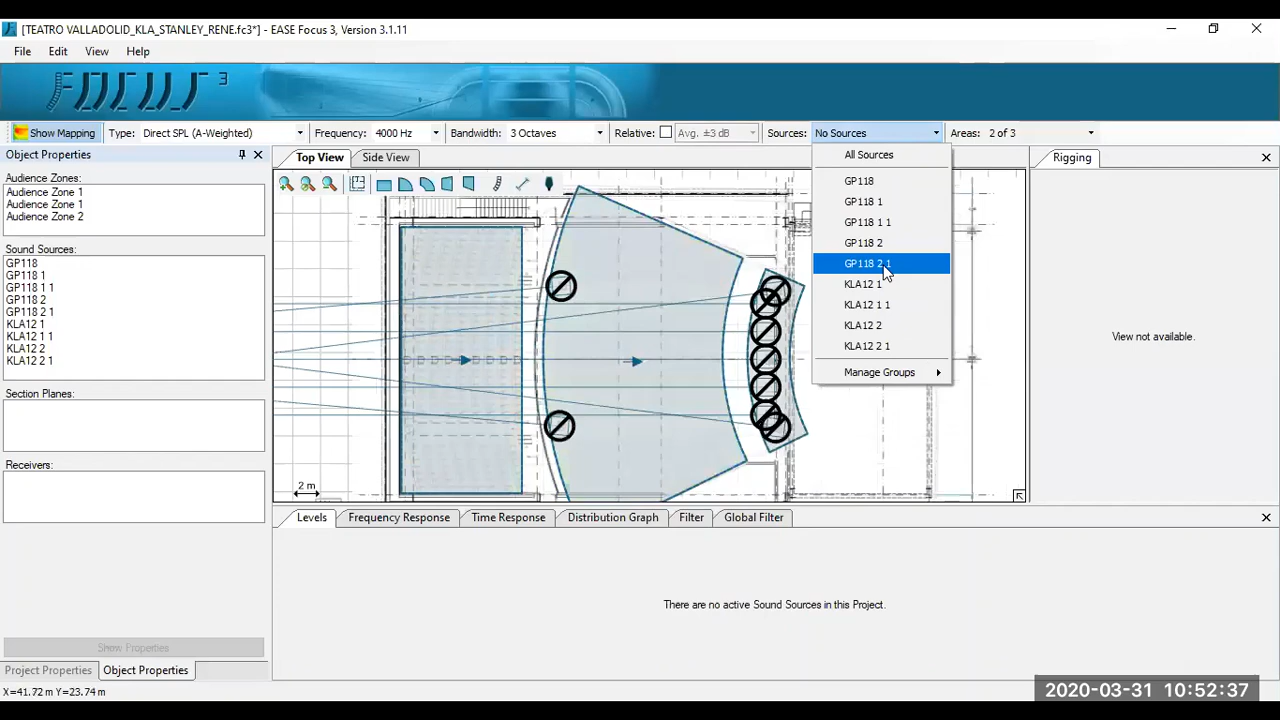 [TEATRO VALLADOLID_KLA_STANLEY_RENE.fc3*] - EASE Focus 3, Version 3.1.11
File Edit View Help
FOCUS 3
Show Mapping Type: Direct SPL (A-Weighted) Frequency: 4000 Hz Bandwidth: 3 Octaves Relative: Avg. ±3 dB Sources: No Sources Areas: 2 of 3
Object Properties
Audience Zones:
Audience Zone 1
Audience Zone 1
Audience Zone 2
Sound Sources:
GP118
GP118 1
GP118 1 1
GP118 2
GP118 2 1
KLA12 1
KLA12 1 1
KLA12 2
KLA12 2 1
Section Planes:
Receivers:
Show Properties
Project Properties Object Properties
Top View Side View
2 m
All Sources
GP118
GP118 1
GP118 1 1
GP118 2
GP118 2 1
KLA12 1
KLA12 1 1
KLA12 2
KLA12 2 1
Manage Groups
Rigging
View not available.
Levels Frequency Response Time Response Distribution Graph Filter Global Filter
There are no active Sound Sources in this Project.
X=41.72 m Y=23.74 m
2020-03-31 10:52:37